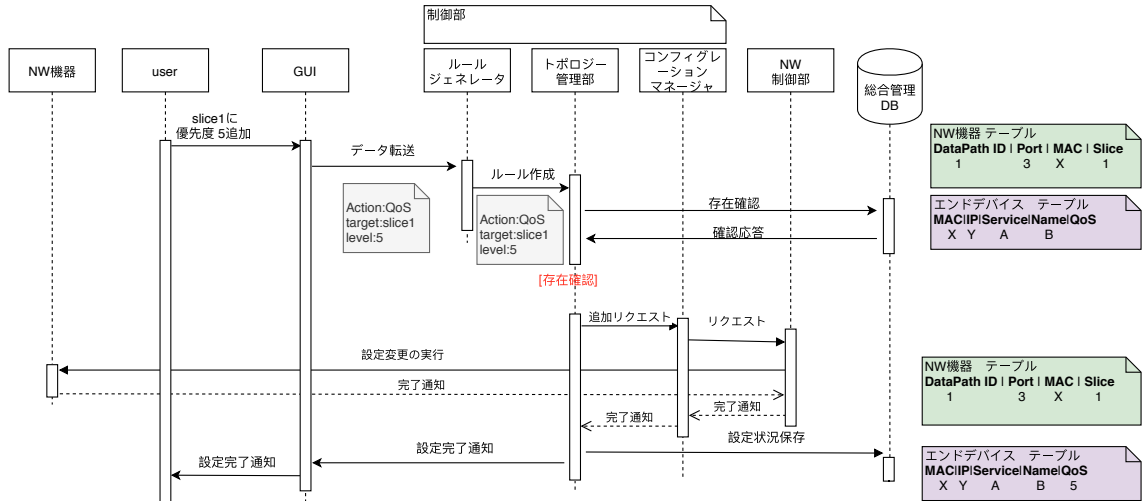 制御部
NW機器
user
GUI
ルール
ジェネレータ
トポロジー
管理部
コンフィグレ
ーション
マネージャ
NW
制御部
総合管理
DB
slice1に
優先度 5追加
データ転送
Action:QoS
target:slice1
level:5
ルール作成
Action:QoS
target:slice1
level:5
存在確認
確認応答
[存在確認]
NW機器 テーブル
DataPath ID | Port | MAC | Slice
1 3 X 1
エンドデバイス テーブル
MAC|IP|Service|Name|QoS
X Y A B
追加リクエスト
リクエスト
設定変更の実行
完了通知
完了通知
完了通知
設定状況保存
設定完了通知
設定完了通知
NW機器 テーブル
DataPath ID | Port | MAC | Slice
1 3 X 1
エンドデバイス テーブル
MAC|IP|Service|Name|QoS
X Y A B 5